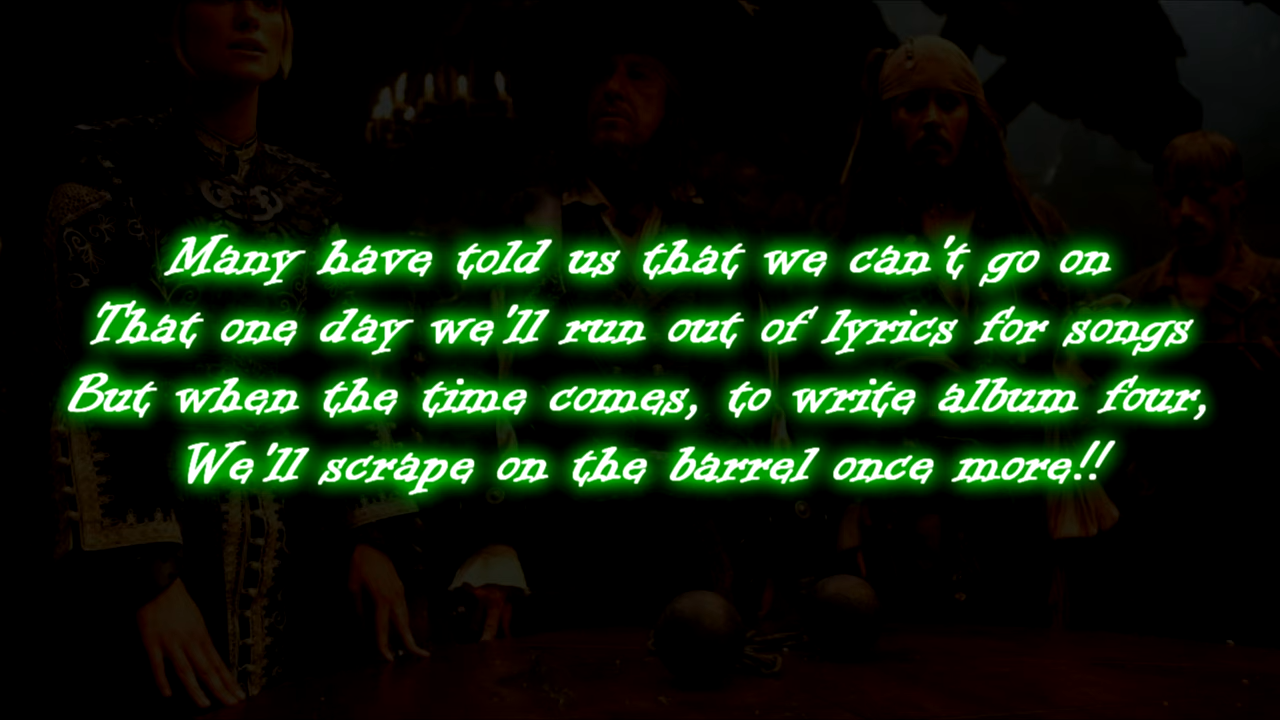 Many have told us that we can't go on
That one day we'll run out of lyrics for songs
But when the time comes, to write album four,
We'll scrape on the barrel once more!!